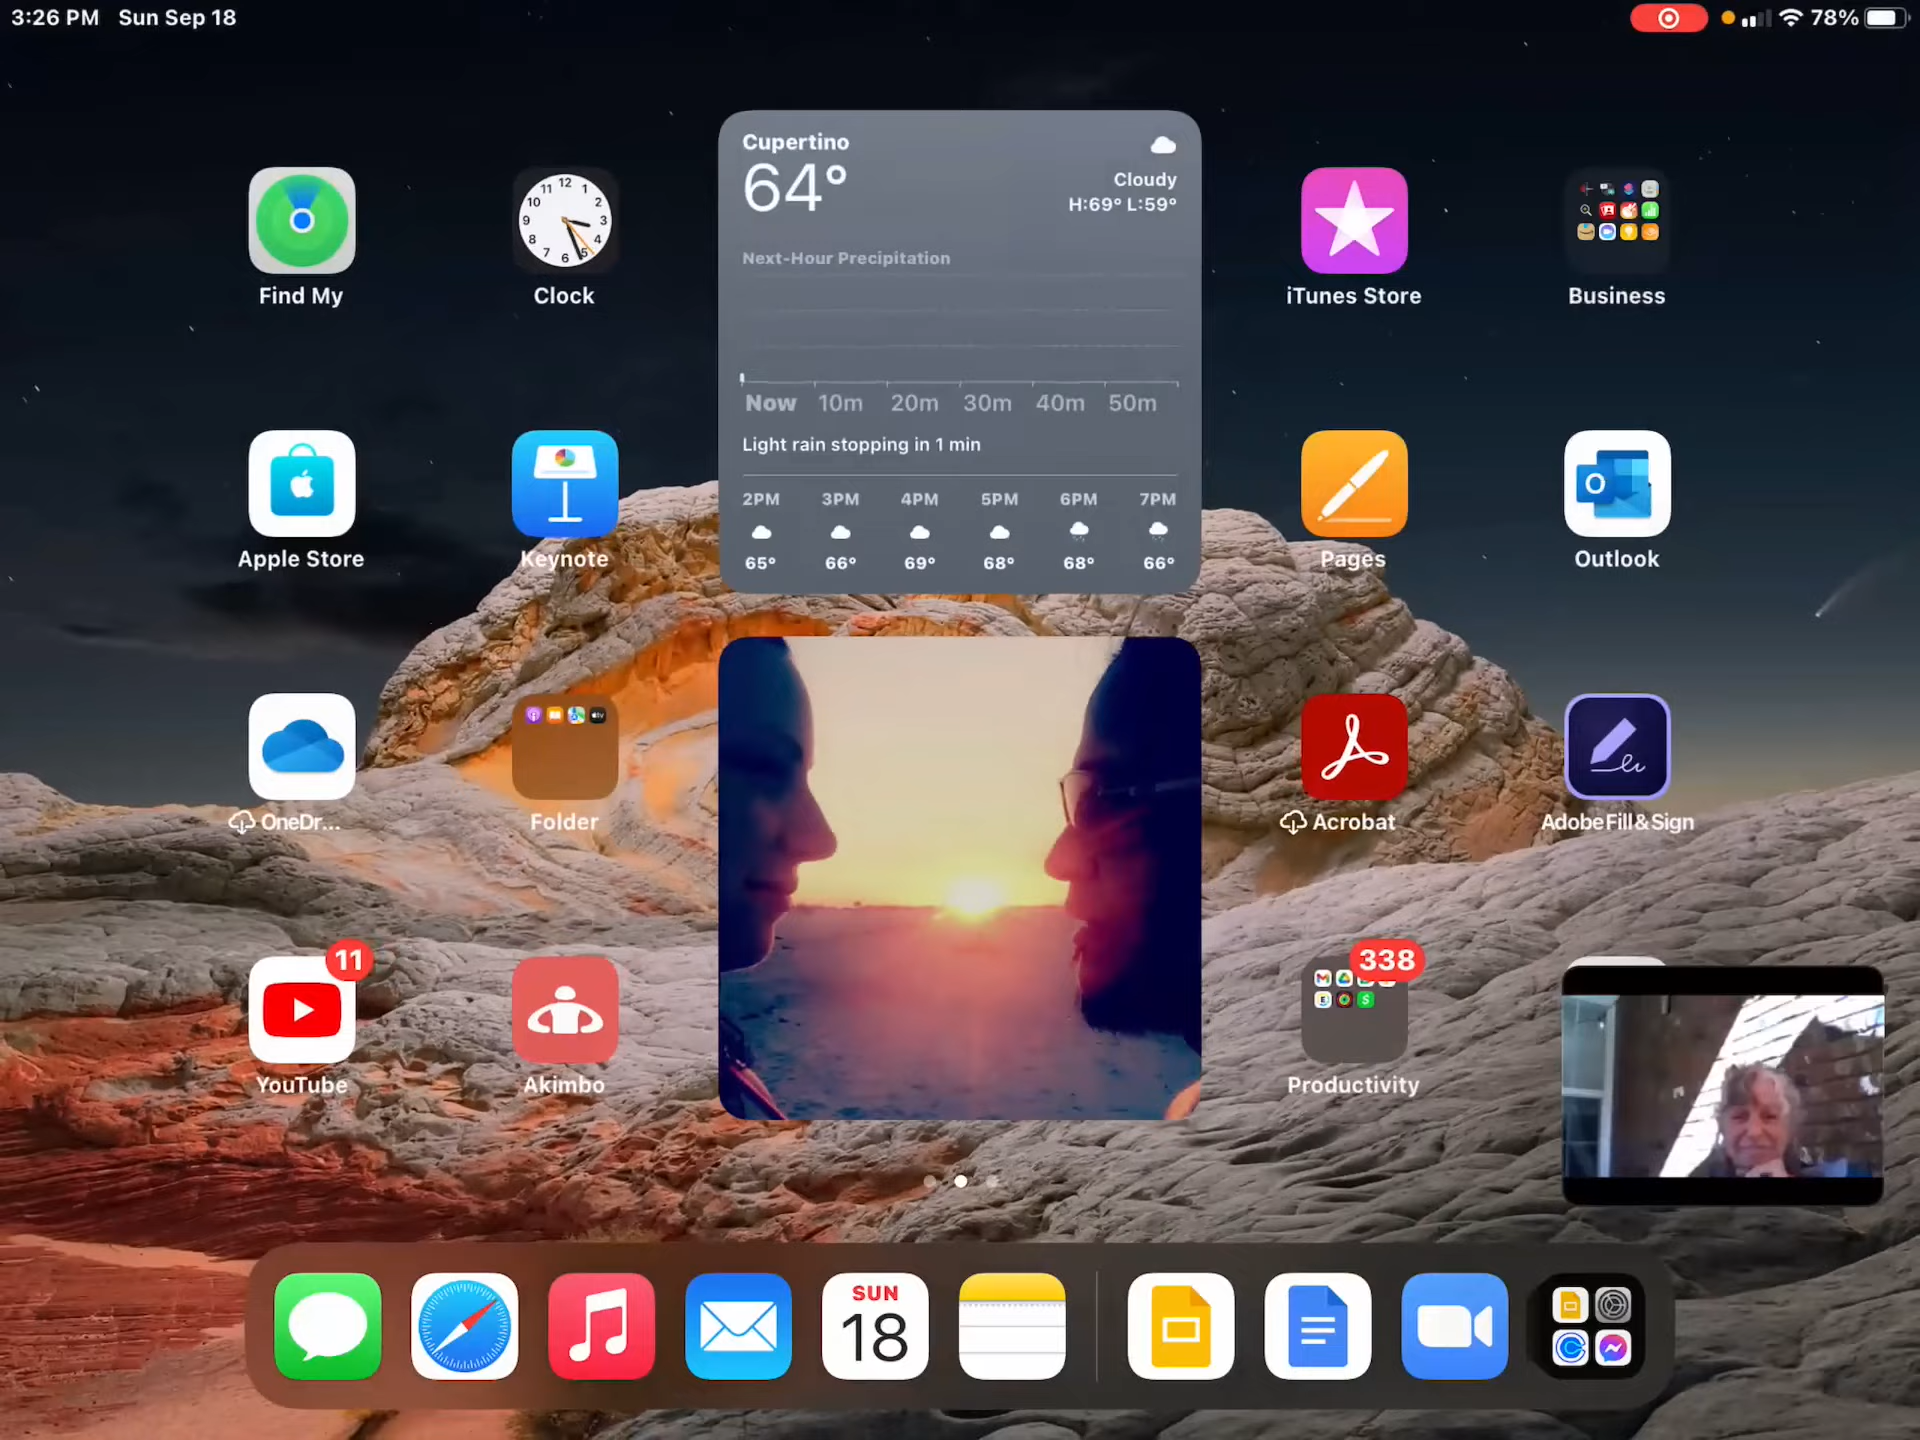 3:26 PM Sun Sep 18
78%
Cupertino
64°
Cloudy
H:69° L:59°
Next-Hour Precipitation
Now 10m 20m 30m 40m 50m
Light rain stopping in 1 min
2PM 3PM 4PM 5PM 6PM 7PM
65° 66° 69° 68° 68° 66°
Find My
Clock
iTunes Store
Business
Apple Store
Keynote
Pages
Outlook
OneDr...
Folder
Acrobat
Adobe Fill & Sign
11
338
YouTube
Akimbo
Productivity
SUN
18